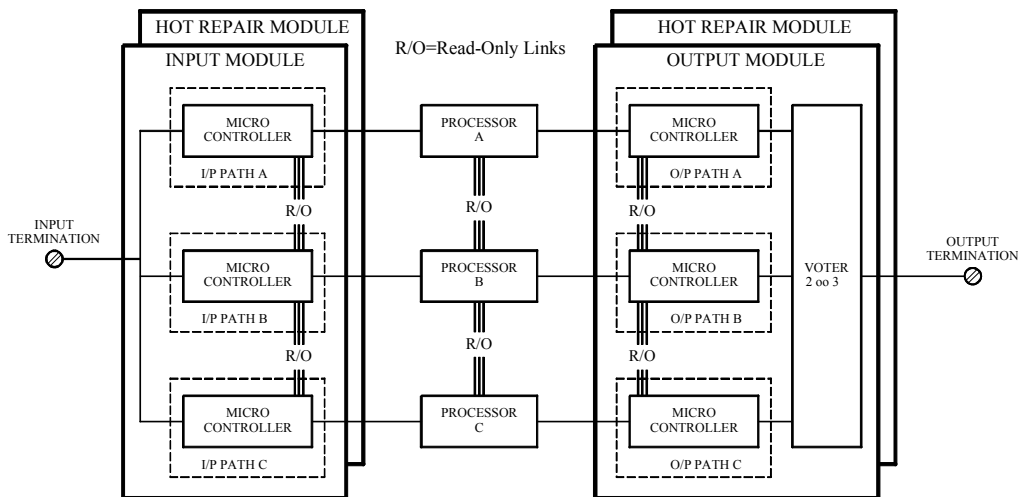 HOT REPAIR MODULE
INPUT MODULE
R/O=Read-Only Links
HOT REPAIR MODULE
OUTPUT MODULE
MICRO
CONTROLLER
I/P PATH A
PROCESSOR
A
MICRO
CONTROLLER
O/P PATH A
R/O
R/O
R/O
INPUT
TERMINATION
MICRO
CONTROLLER
I/P PATH B
PROCESSOR
B
MICRO
CONTROLLER
O/P PATH B
VOTER
2 oo 3
OUTPUT
TERMINATION
R/O
R/O
R/O
MICRO
CONTROLLER
I/P PATH C
PROCESSOR
C
MICRO
CONTROLLER
O/P PATH C